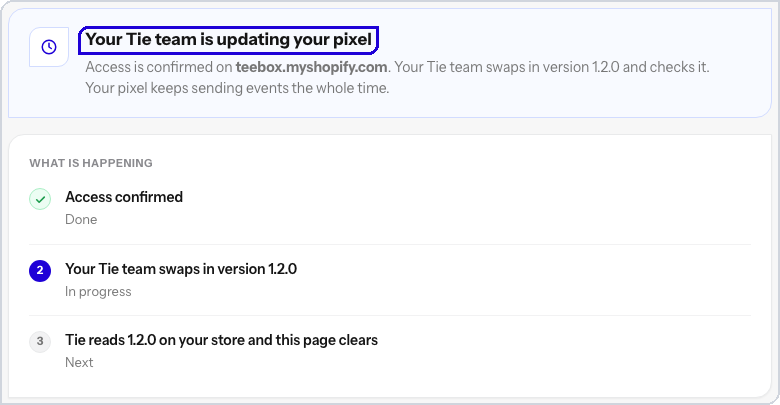 Your Tie team is updating your pixel
Access is confirmed on teebox.myshopify.com. Your Tie team swaps in version 1.2.0 and checks it.
Your pixel keeps sending events the whole time.
WHAT IS HAPPENING
Access confirmed
Done
2
Your Tie team swaps in version 1.2.0
In progress
3
Tie reads 1.2.0 on your store and this page clears
Next